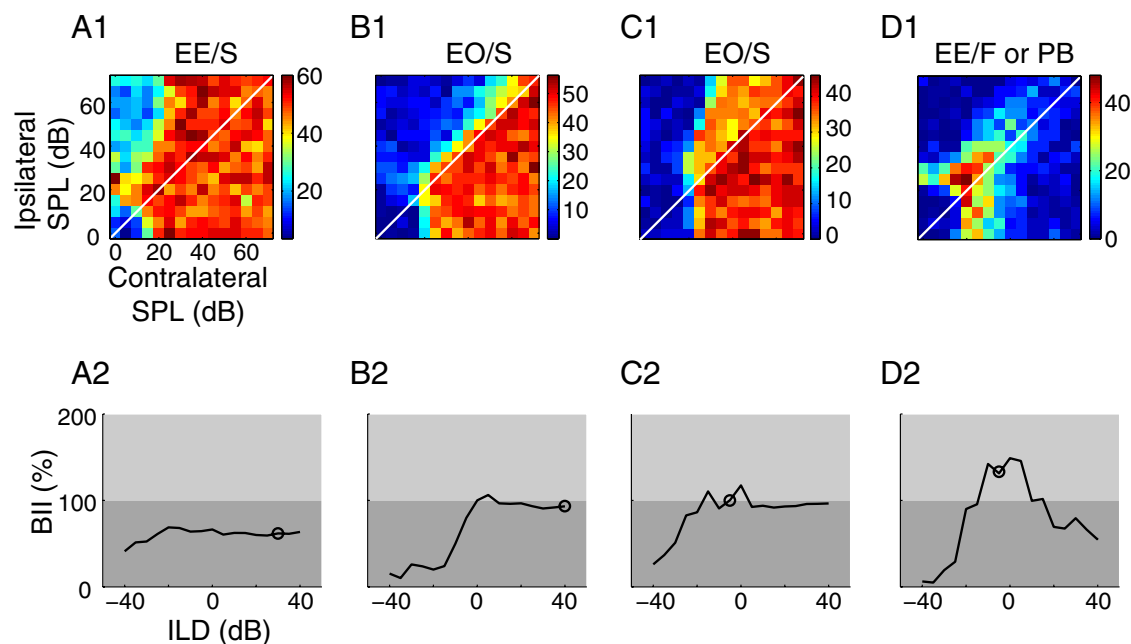 A1
B1
C1
D1
EE/S
EO/S
EO/S
EE/F or PB
Ipsilateral
SPL (dB)
60
40
20
0
0 20 40 60
Contralateral
SPL (dB)
60
40
20
50
40
30
20
10
40
30
20
10
0
40
20
0
A2
B2
C2
D2
BII (%)
200
100
0
−40 0 40
−40 0 40
−40 0 40
−40 0 40
ILD (dB)